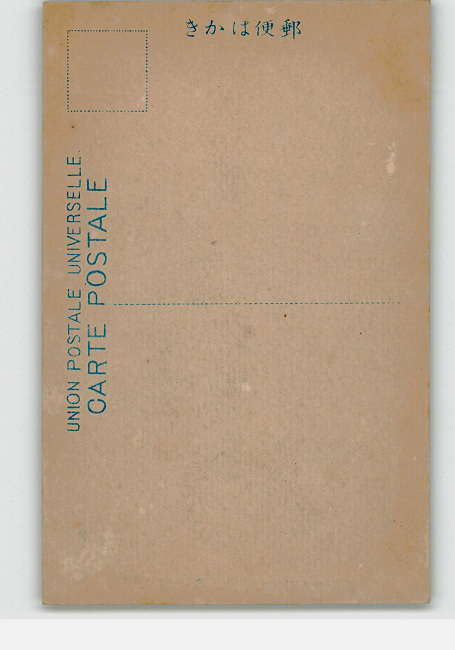 郵便はかき
UNION POSTALE UNIVERSELLE.
CARTE POSTALE